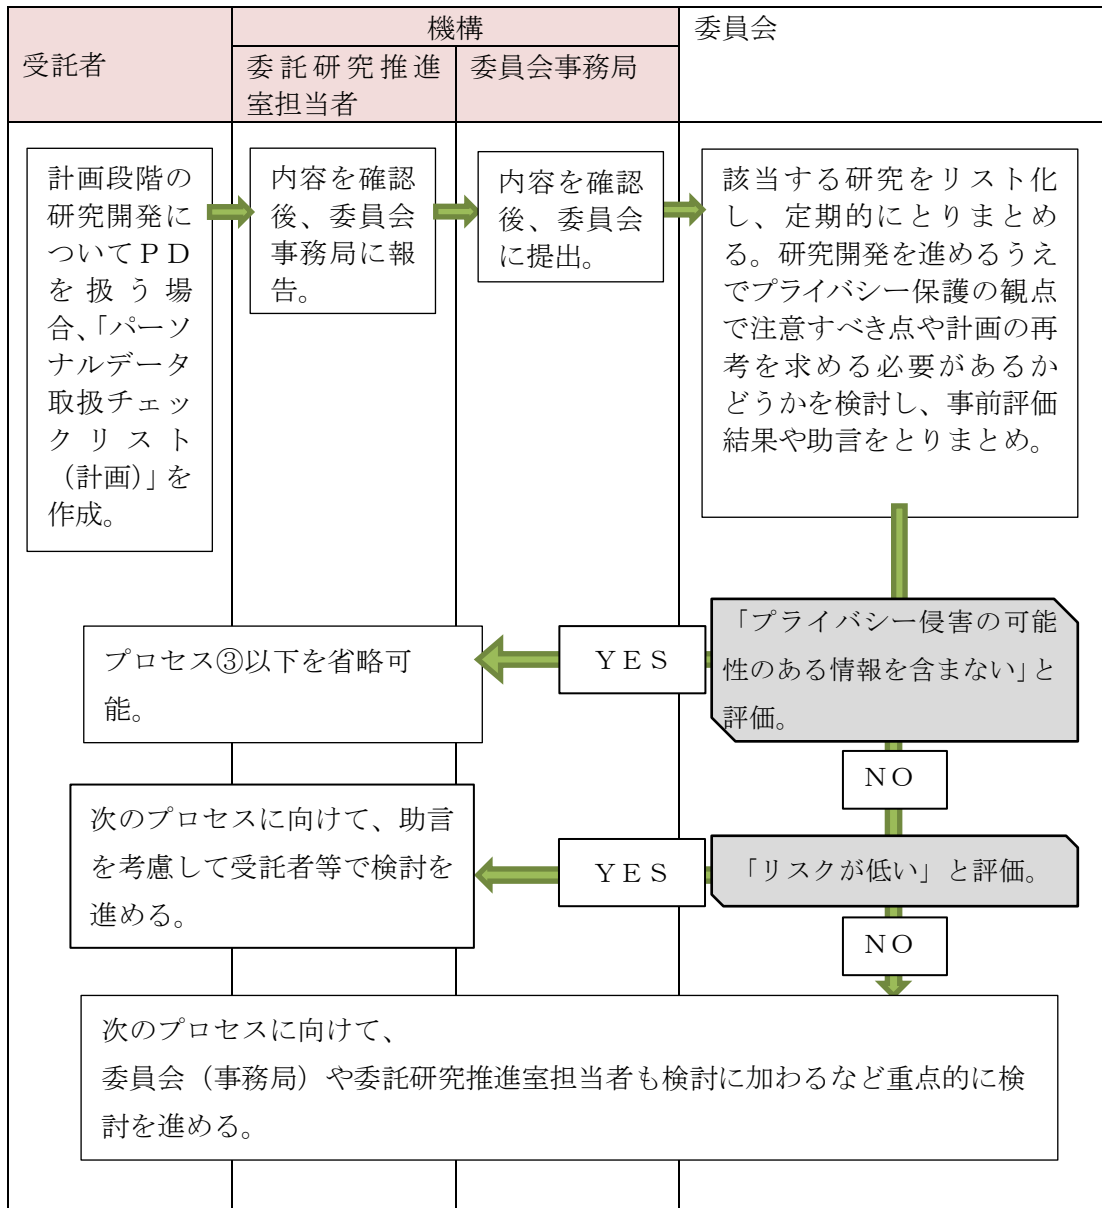 受託者
機構
委託研究推進
室担当者
委員会事務局
委員会
計画段階の
研究開発に
ついてＰＤ
を扱う場
合、「パーソ
ナルデータ
取扱チェッ
クリスト
（計画）」を
作成。
内容を確認
後、委員会
事務局に報
告。
内容を確認
後、委員会
に提出。
該当する研究をリスト化
し、定期的にとりまとめ
る。研究開発を進めるうえ
でプライバシー保護の観点
で注意すべき点や計画の再
考を求める必要があるか
どうかを検討し、事前評価
結果や助言をとりまとめ。
「プライバシー侵害の可能
性のある情報を含まない」と
評価。
ＹＥＳ
プロセス③以下を省略可
能。
ＮＯ
「リスクが低い」と評価。
ＹＥＳ
次のプロセスに向けて、助言
を考慮して受託者等で検討を
進める。
ＮＯ
次のプロセスに向けて、
委員会（事務局）や委託研究推進室担当者も検討に加わるなど重点的に検
討を進める。